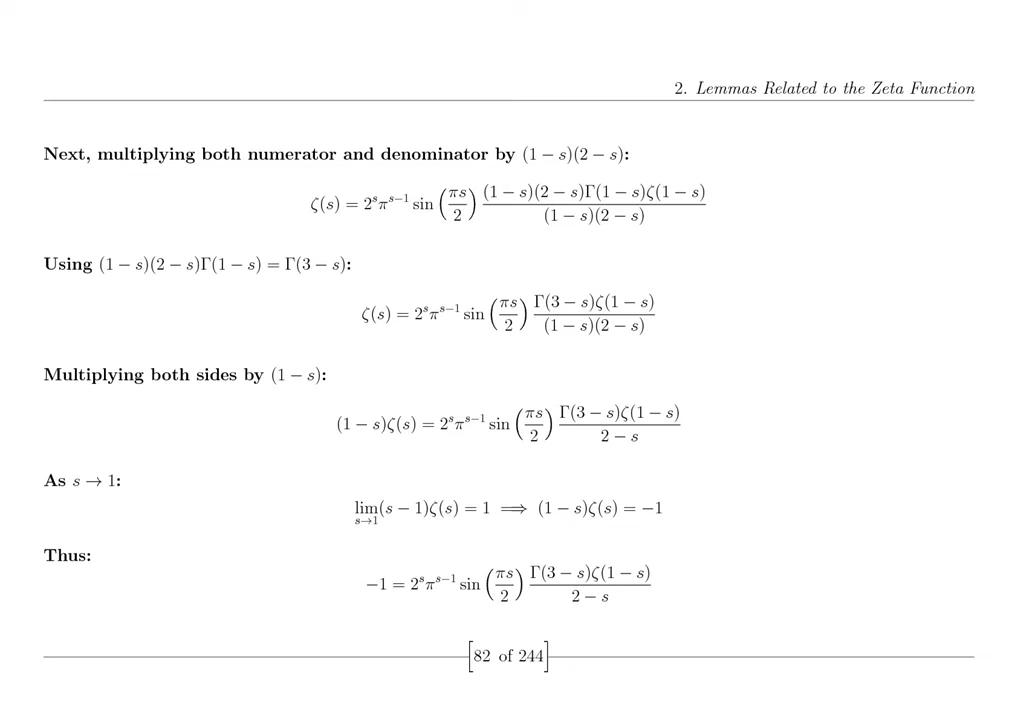 2. Lemmas Related to the Zeta Function
Next, multiplying both numerator and denominator by (1 − s)(2 − s):
ζ(s) = 2^s π^{s−1} sin(πs/2) (1 − s)(2 − s)Γ(1 − s)ζ(1 − s) / (1 − s)(2 − s)
Using (1 − s)(2 − s)Γ(1 − s) = Γ(3 − s):
ζ(s) = 2^s π^{s−1} sin(πs/2) Γ(3 − s)ζ(1 − s) / (1 − s)(2 − s)
Multiplying both sides by (1 − s):
(1 − s)ζ(s) = 2^s π^{s−1} sin(πs/2) Γ(3 − s)ζ(1 − s) / 2 − s
As s → 1:
lim_{s→1}(s − 1)ζ(s) = 1 ⟹ (1 − s)ζ(s) = −1
Thus:
−1 = 2^s π^{s−1} sin(πs/2) Γ(3 − s)ζ(1 − s) / 2 − s
[82 of 244]